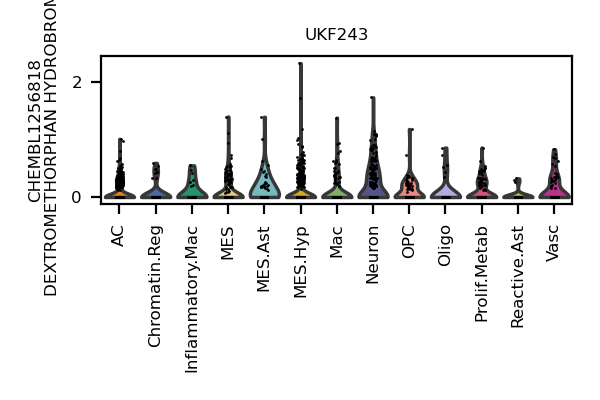 UKF243
CHEMBL1256818
DEXTROMETHORPHAN
2
0
AC
Chromatin.Reg
Inflammatory.Mac
MES
MES.Ast
MES.Hyp
Mac
Neuron
OPC
Oligo
Prolif.Metab
Reactive.Ast
Vasc